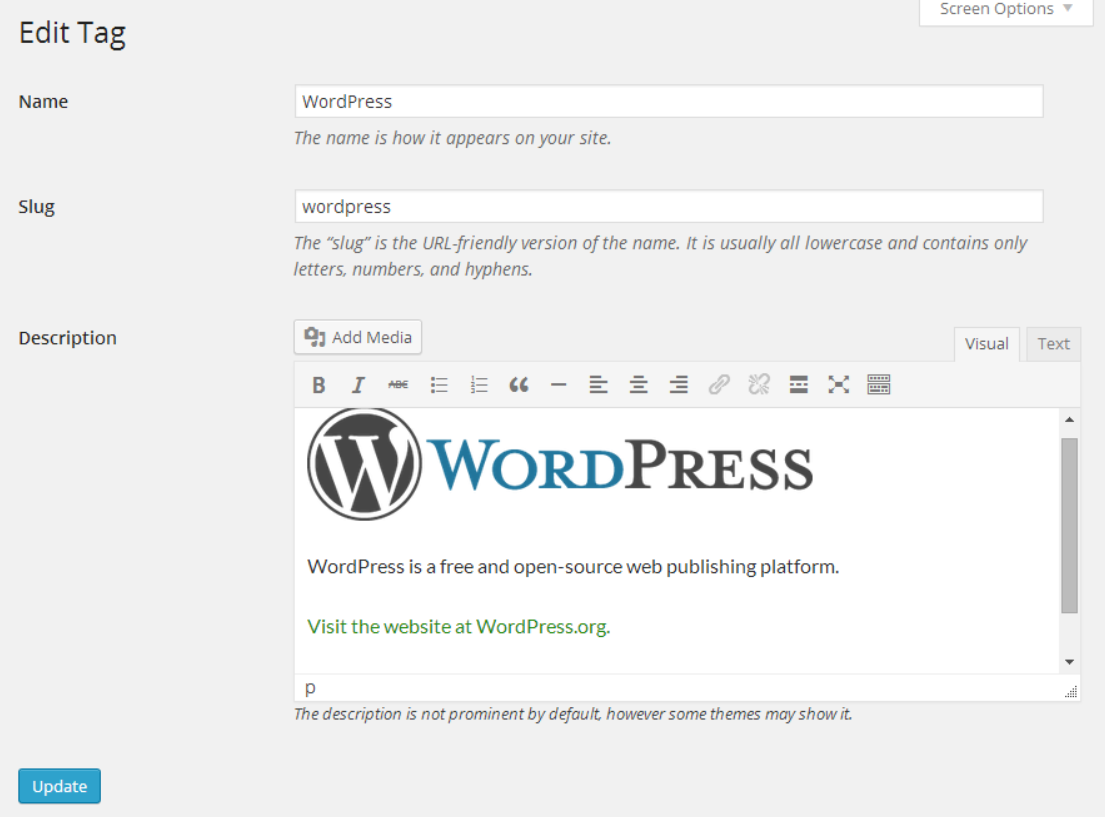 Screen Options
Edit Tag
Name
WordPress
The name is how it appears on your site.
Slug
wordpress
The “slug” is the URL-friendly version of the name. It is usually all lowercase and contains only
letters, numbers, and hyphens.
Description
Add Media
Visual
Text
B I ABC
W WORDPRESS
WordPress is a free and open-source web publishing platform.
Visit the website at WordPress.org.
p
The description is not prominent by default, however some themes may show it.
Update